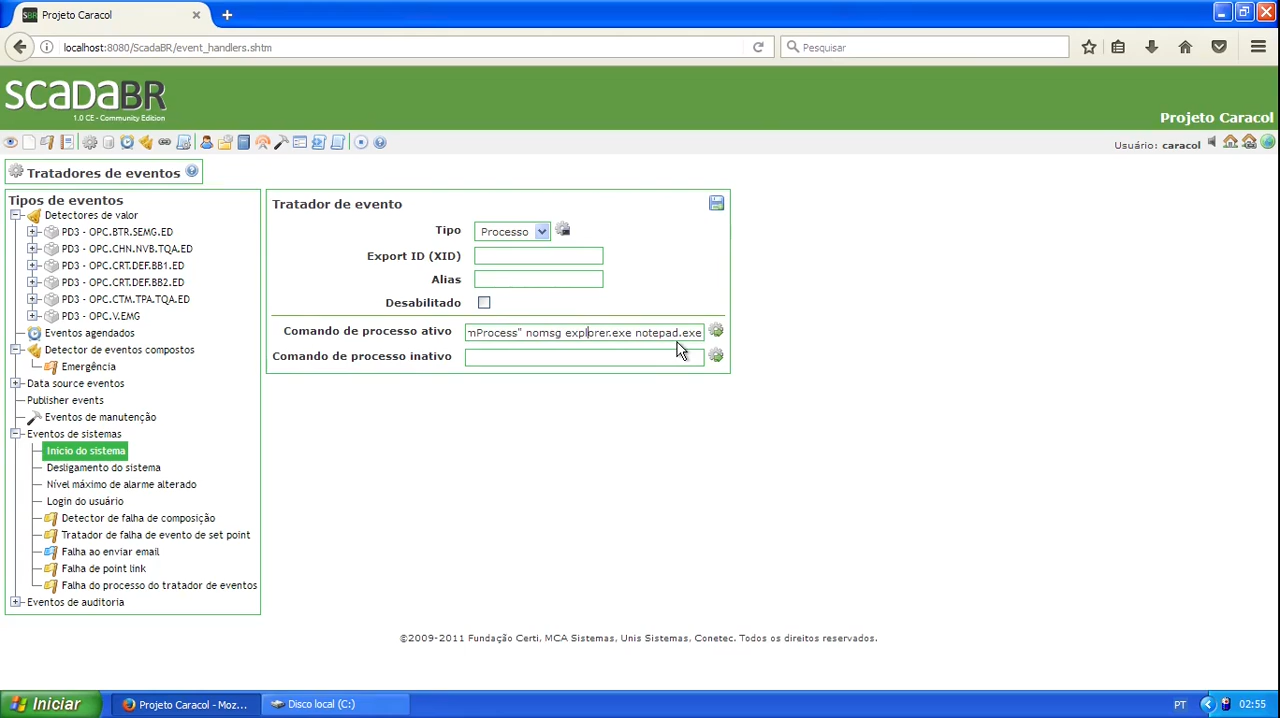 SBR Projeto Caracol
localhost:8080/ScadaBR/event_handlers.shtm
Pesquisar
SCADABR
1.0 CE - Community Edition
Projeto Caracol
Usuário: caracol
Tratadores de eventos
Tipos de eventos
Detectores de valor
PD3 - OPC.BTR.SEMG.ED
PD3 - OPC.CHN.NVB.TQA.ED
PD3 - OPC.CRT.DEF.BB1.ED
PD3 - OPC.CRT.DEF.BB2.ED
PD3 - OPC.CTM.TPA.TQA.ED
PD3 - OPC.V.EMG
Eventos agendados
Detector de eventos compostos
Emergência
Data source eventos
Publisher events
Eventos de manutenção
Eventos de sistemas
Inicio do sistema
Desligamento do sistema
Nível máximo de alarme alterado
Login do usuário
Detector de falha de composição
Tratador de falha de evento de set point
Falha ao enviar email
Falha de point link
Falha do processo do tratador de eventos
Eventos de auditoria
Tratador de evento
Tipo Processo
Export ID (XID)
Alias
Desabilitado
Comando de processo ativo mProcess" nomsg explorer.exe notepad.exe
Comando de processo inativo
©2009-2011 Fundação Certi, MCA Sistemas, Unis Sistemas, Conetec. Todos os direitos reservados.
Iniciar Projeto Caracol - Moz... Disco local (C:) PT 02:55